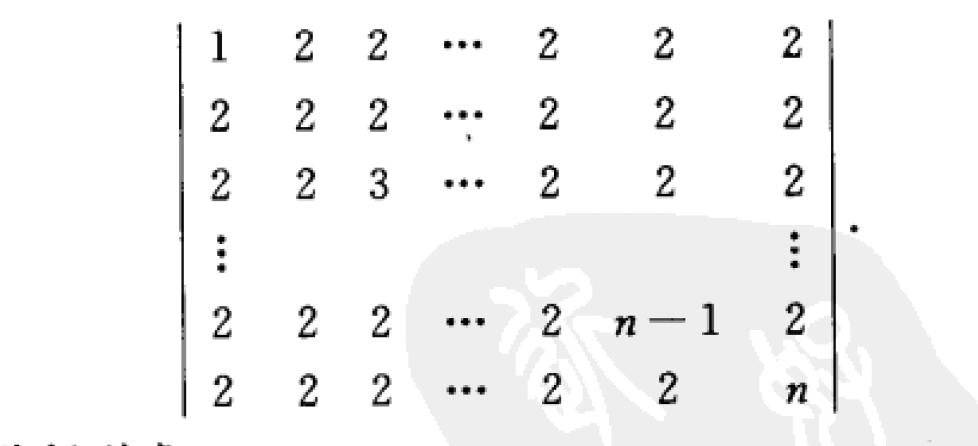 1 2 2 ⋯ 2 2 2
2 2 2 ⋯ 2 2 2
2 2 3 ⋯ 2 2 2
⋮ ⋮ .
2 2 2 ⋯ 2 n−1 2
2 2 2 ⋯ 2 2 n